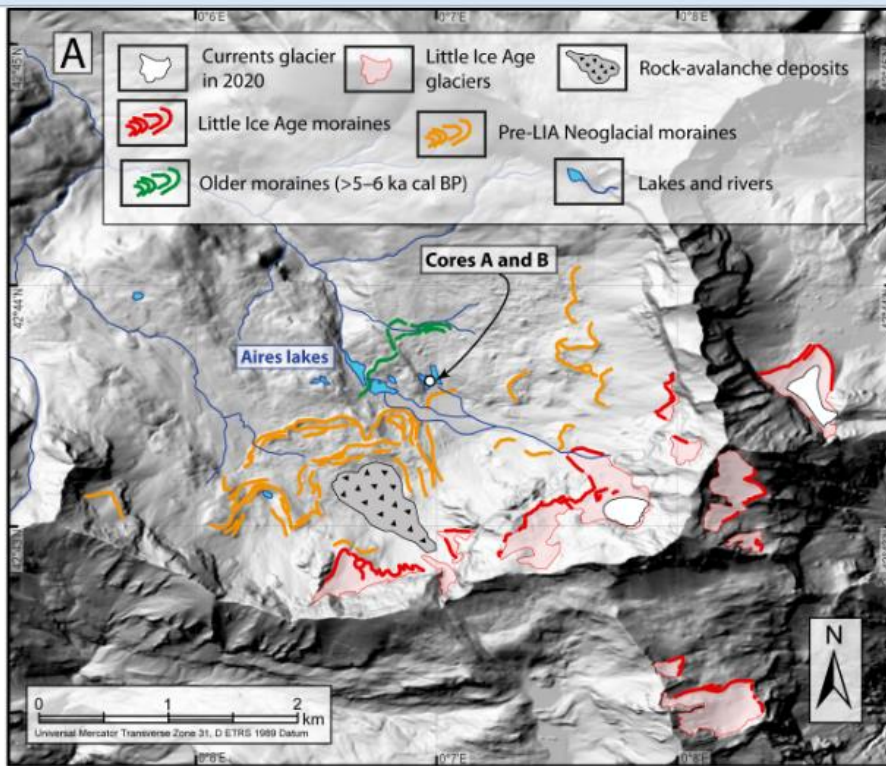 0°6'E
0°7'E
0°8'E
A
Currents glacier
in 2020
Little Ice Age
glaciers
Rock-avalanche deposits
Little Ice Age moraines
Pre-LIA Neoglacial moraines
Older moraines (>5–6 ka cal BP)
Lakes and rivers
42°45'N
42°44'N
42°43'N
Cores A and B
Aires lakes
N
0
1
2
km
Universal Mercator Transverse Zone 31, D ETRS 1989 Datum
0°6'E
0°7'E
0°8'E